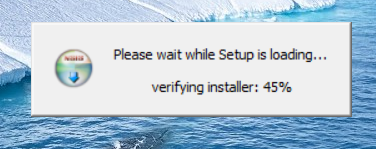 Please wait while Setup is loading...
verifying installer: 45%